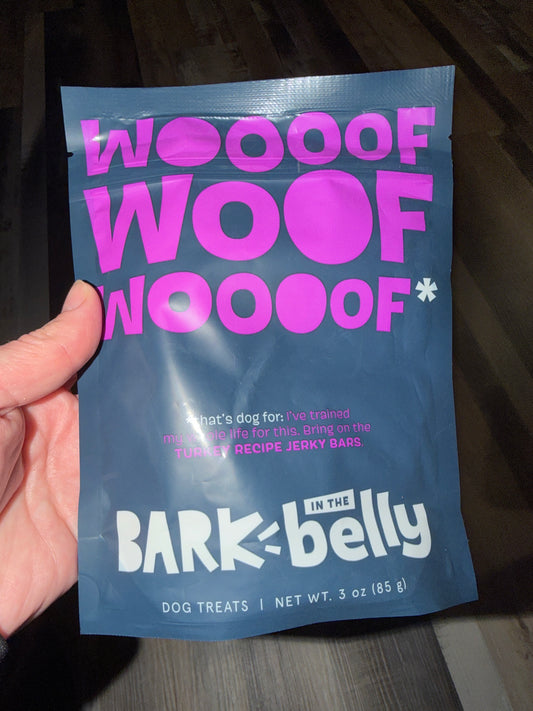 WOOOOF
WOOF
WOOOOF*
*that's dog for: I've trained
my whole life for this. Bring on the
TURKEY RECIPE JERKY BARS.
BARK IN THE belly
DOG TREATS | NET WT. 3 oz (85 g)